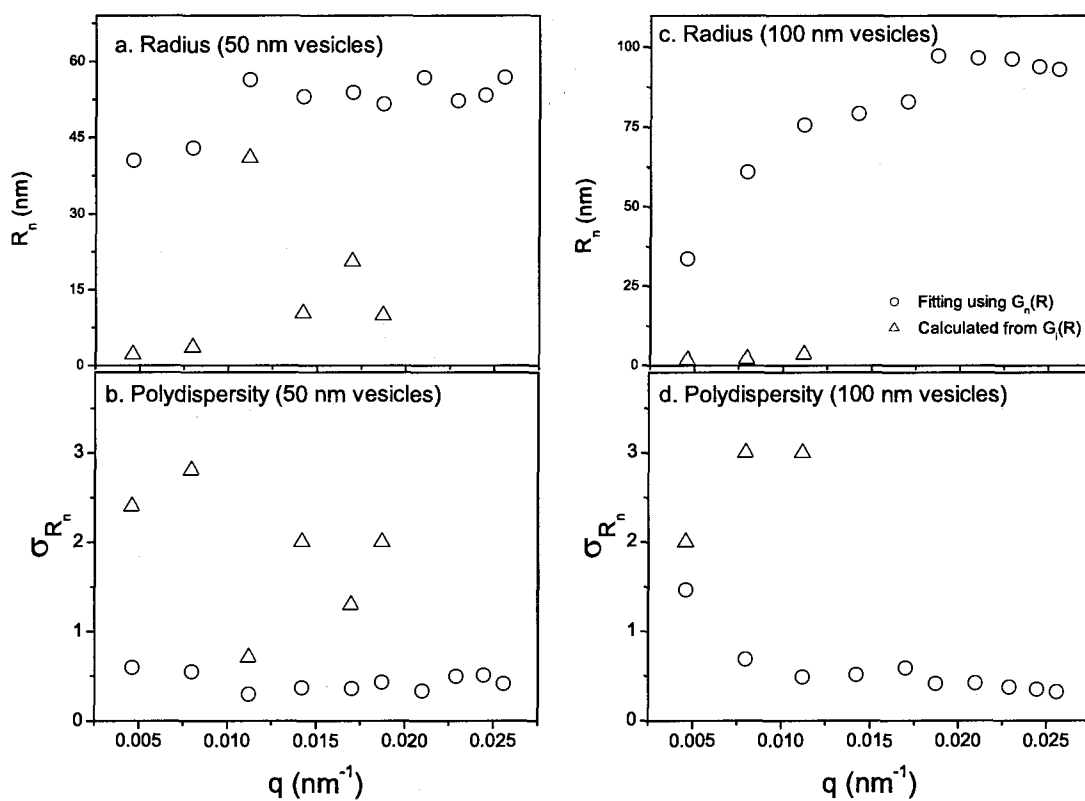 a. Radius (50 nm vesicles)
60
45
30
15
0
R_n (nm)
b. Polydispersity (50 nm vesicles)
3
2
1
0
σ_R_n
0.005 0.010 0.015 0.020 0.025
q (nm⁻¹)
c. Radius (100 nm vesicles)
100
75
50
25
0
R_n (nm)
○ Fitting using G_n(R)
△ Calculated from G_i(R)
d. Polydispersity (100 nm vesicles)
3
2
1
0
σ_R_n
0.005 0.010 0.015 0.020 0.025
q (nm⁻¹)